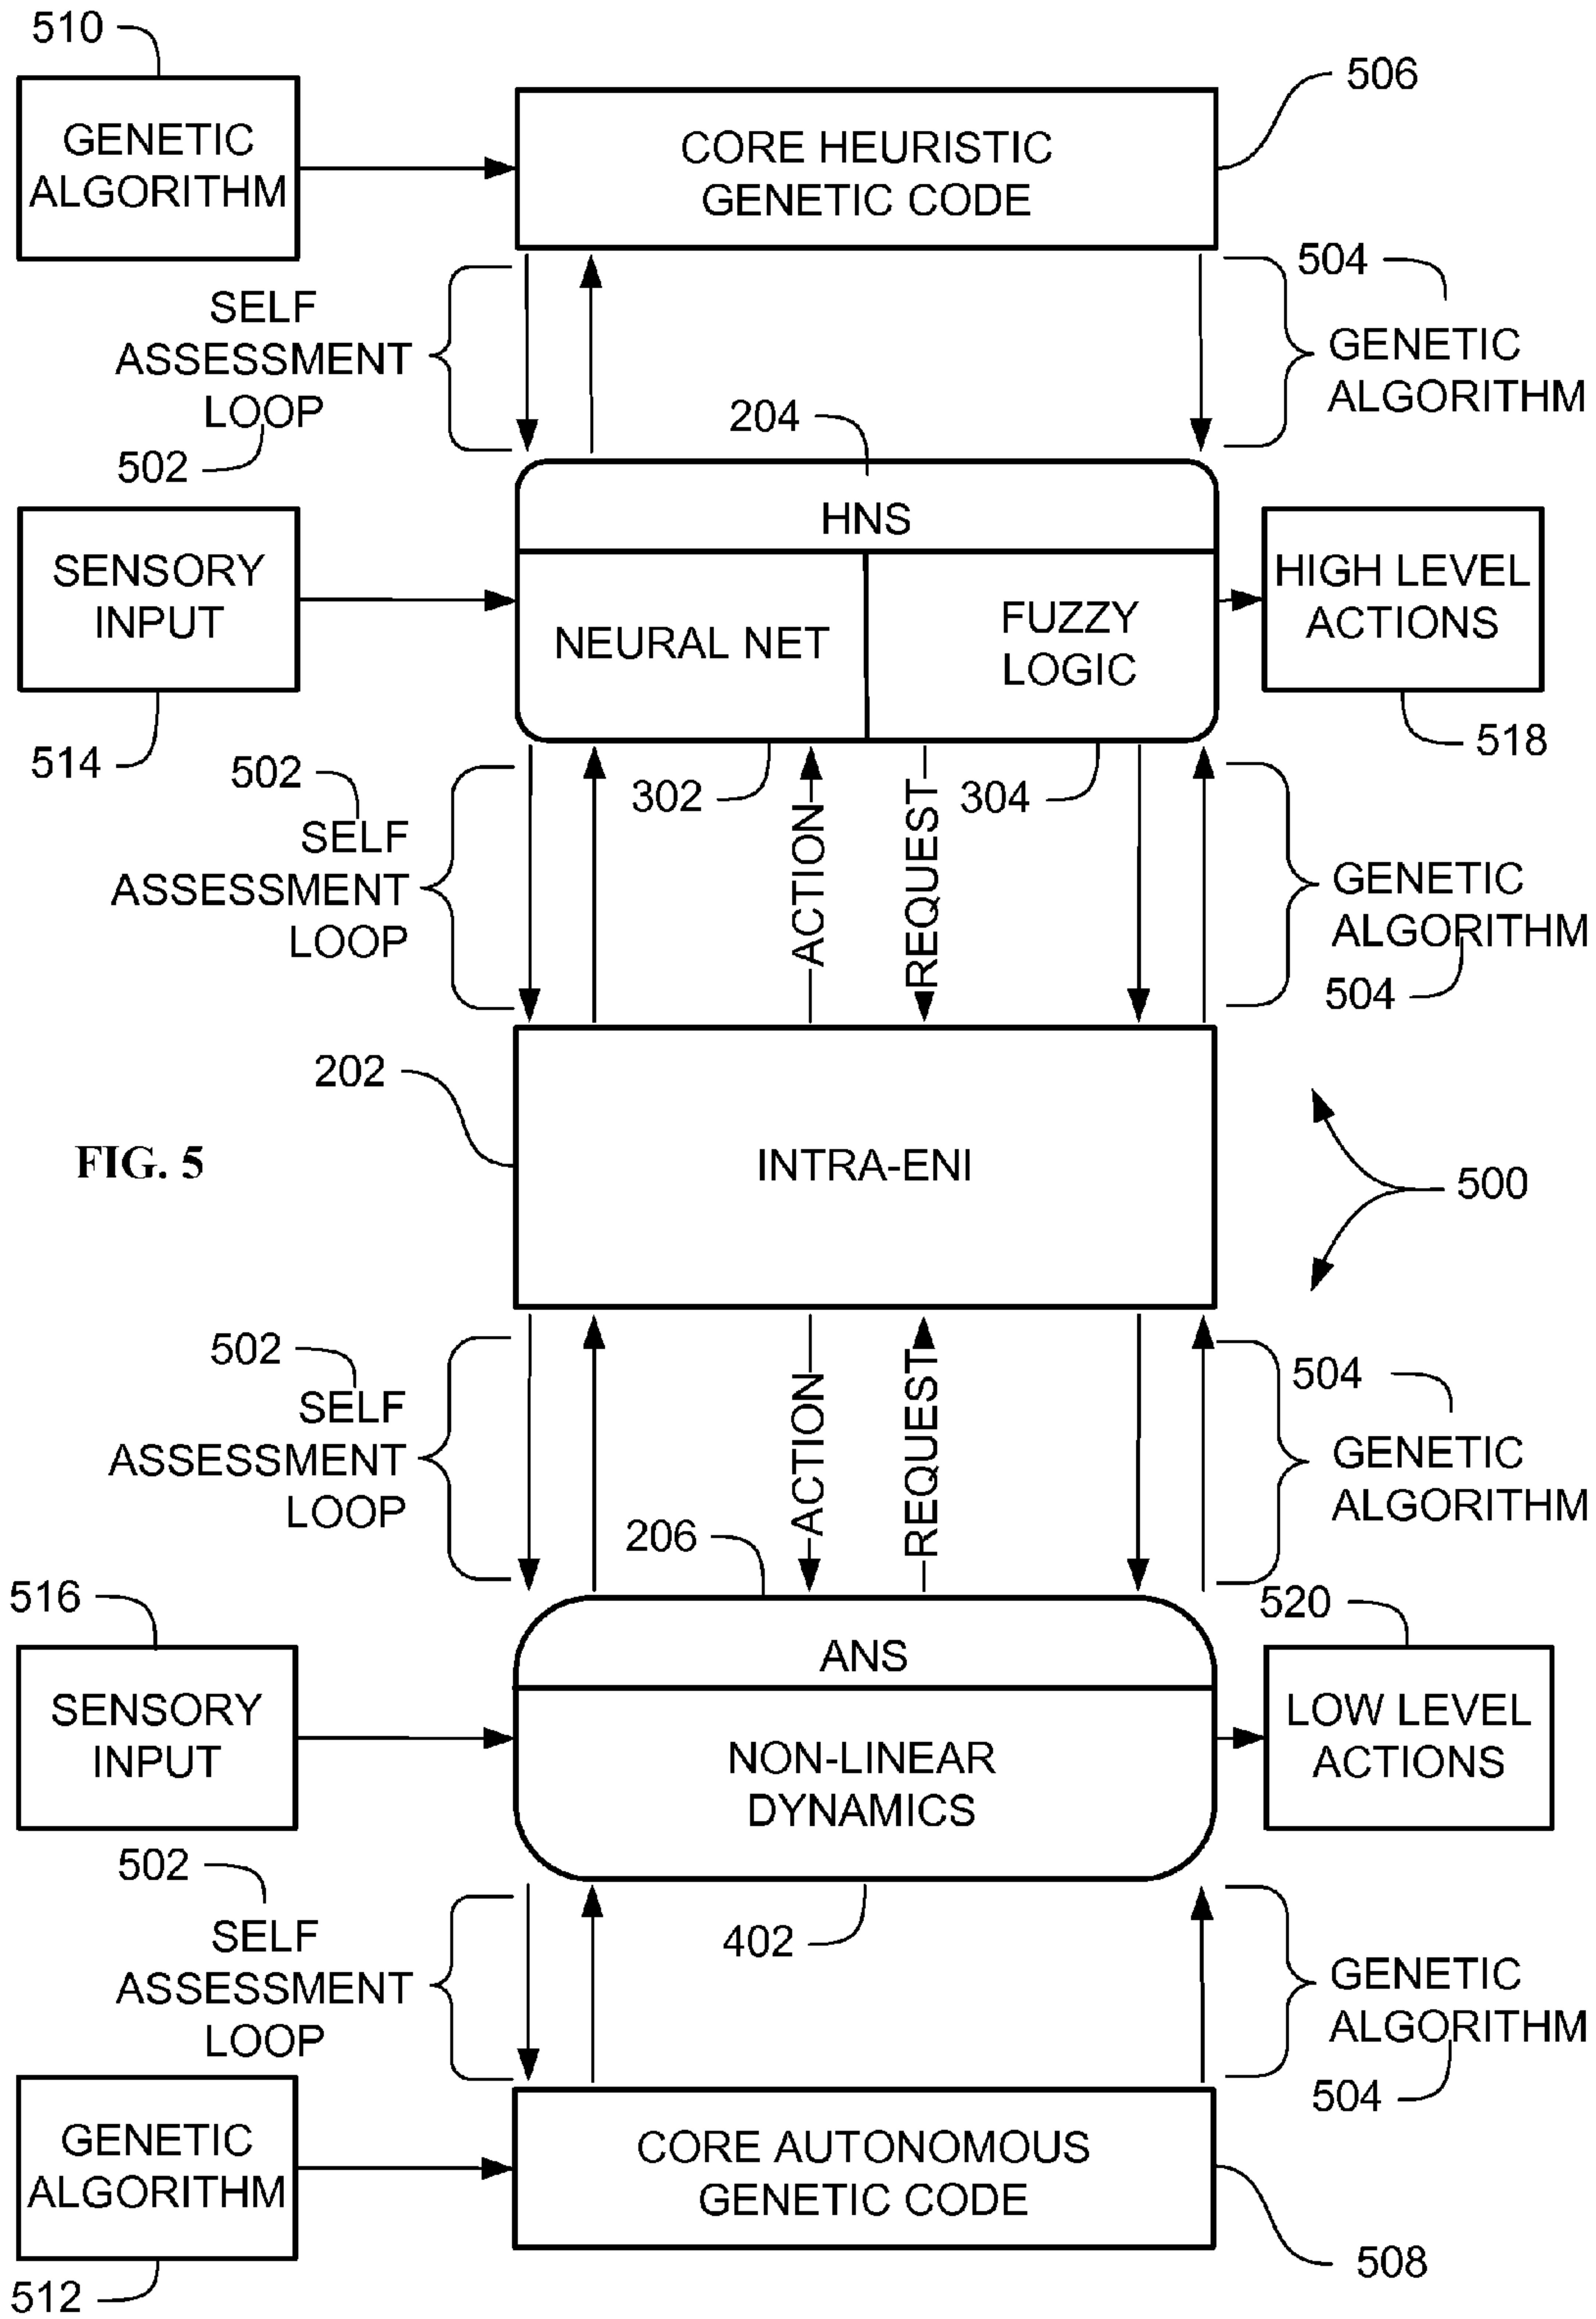 510
506
GENETIC
ALGORITHM
CORE HEURISTIC
GENETIC CODE
504
SELF
ASSESSMENT
LOOP
502
GENETIC
ALGORITHM
204
HNS
SENSORY
INPUT
NEURAL NET
FUZZY
LOGIC
HIGH LEVEL
ACTIONS
514
518
502
302
304
SELF
ASSESSMENT
LOOP
ACTION
REQUEST
GENETIC
ALGORITHM
504
202
FIG. 5
INTRA-ENI
500
502
504
SELF
ASSESSMENT
LOOP
ACTION
REQUEST
GENETIC
ALGORITHM
206
516
520
ANS
SENSORY
INPUT
NON-LINEAR
DYNAMICS
LOW LEVEL
ACTIONS
502
402
SELF
ASSESSMENT
LOOP
GENETIC
ALGORITHM
504
GENETIC
ALGORITHM
CORE AUTONOMOUS
GENETIC CODE
512
508